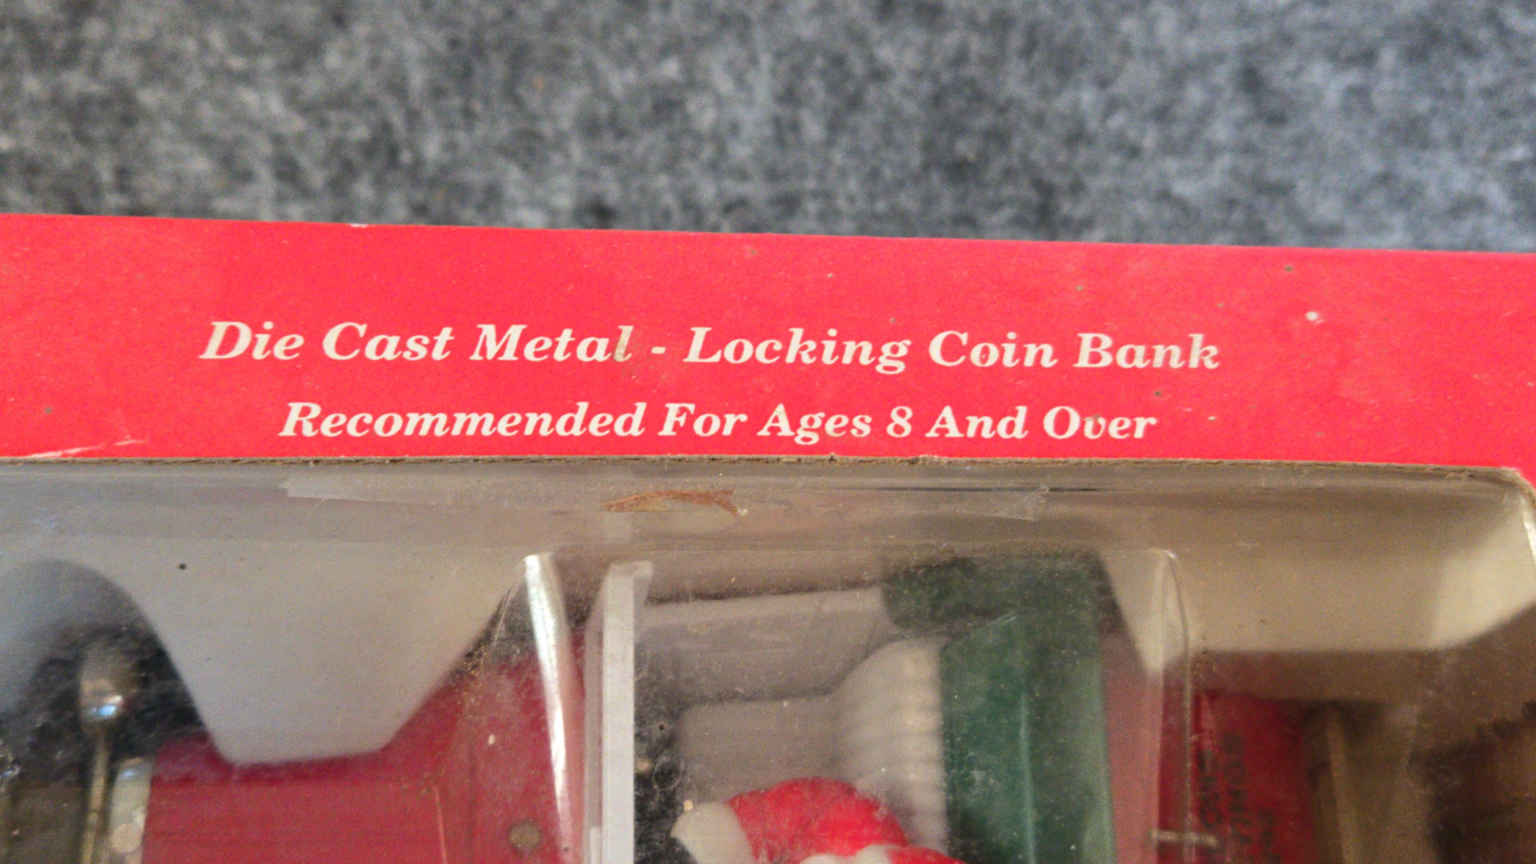 Die Cast Metal - Locking Coin Bank
Recommended For Ages 8 And Over